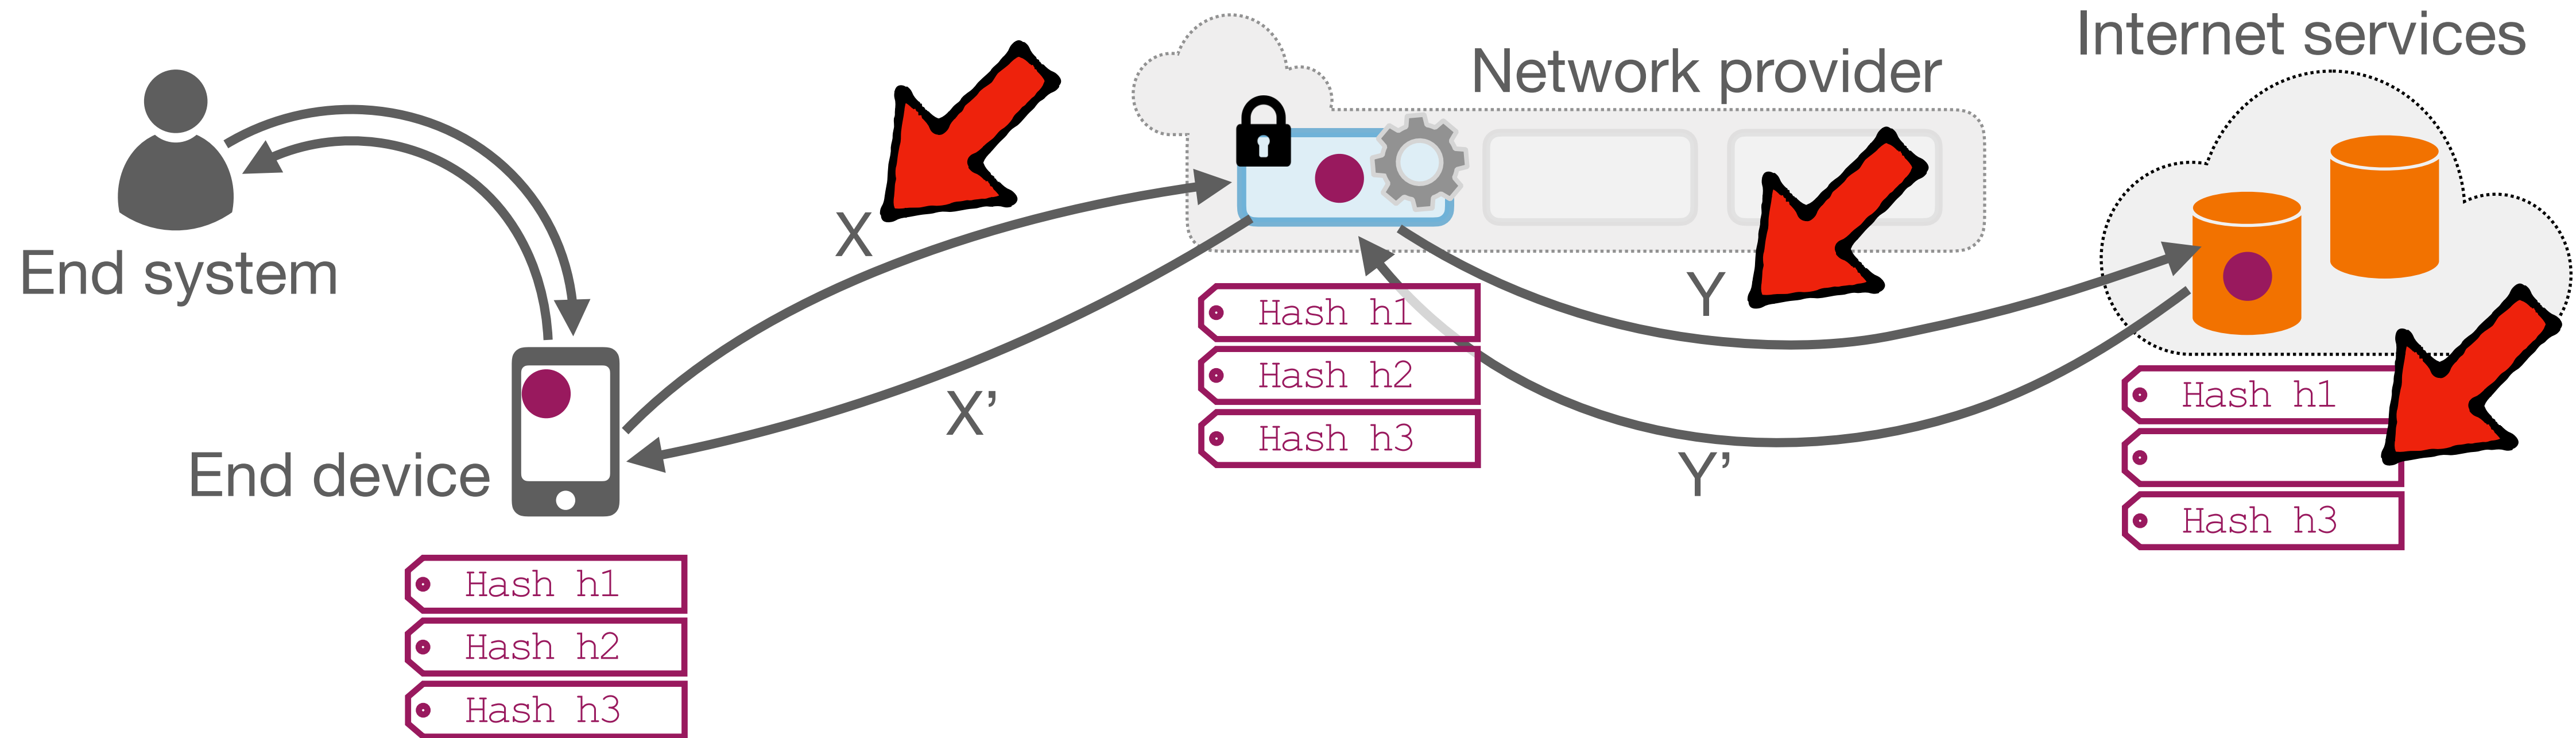 Internet services
Network provider
End system
X
Y
X’
Y’
End device
Hash h1
Hash h2
Hash h3
Hash h1
Hash h2
Hash h3
Hash h1
Hash h3